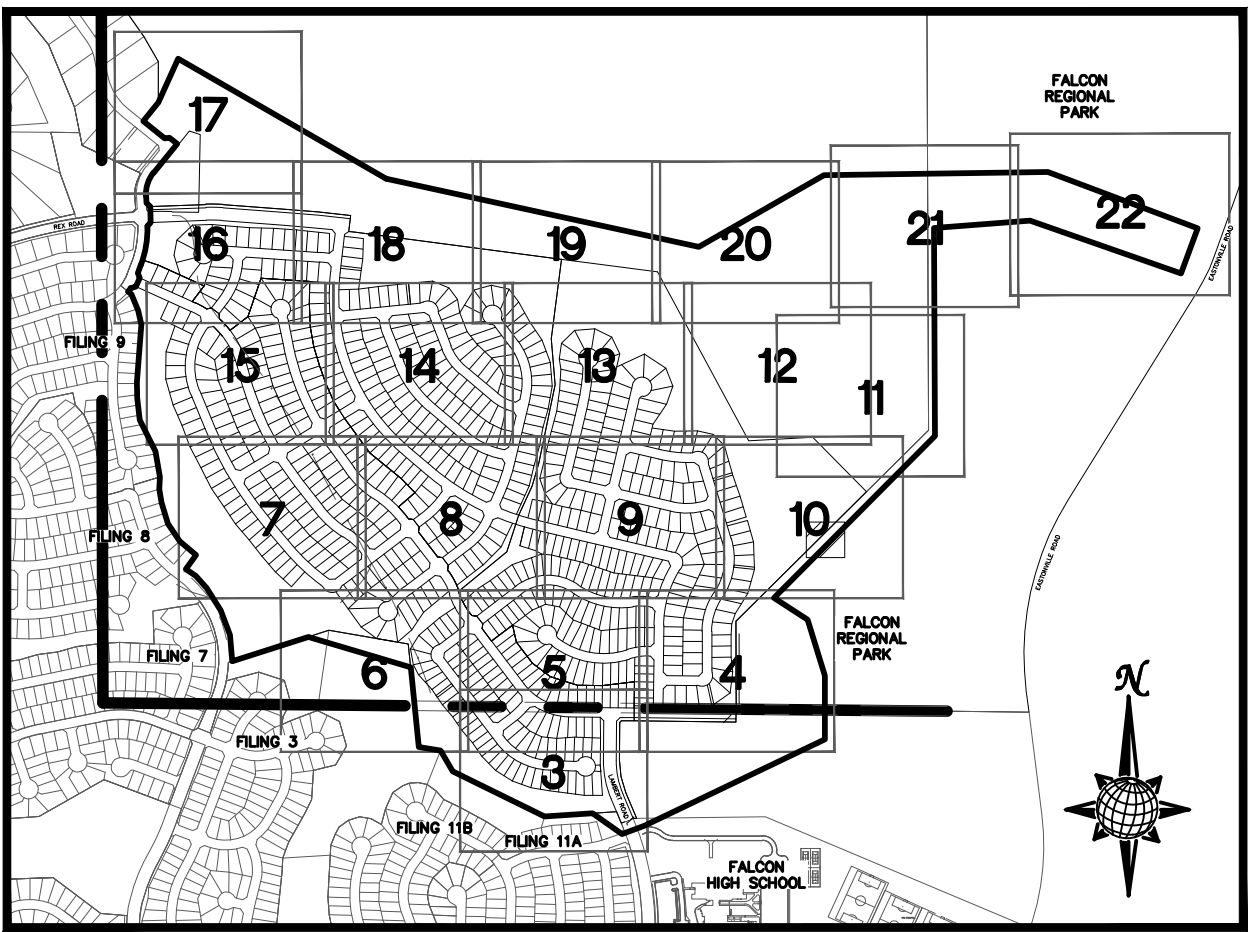 FALCON
REGIONAL
PARK
17
22
21
REX ROAD
16
18
19
20
EASTONVILLE ROAD
FILING 9
15
14
13
12
11
7
8
9
10
FILING 8
EASTONVILLE ROAD
FALCON
REGIONAL
PARK
FILING 7
6
5
4
N
FILING 3
3
LAMBERT ROAD
FILING 11B
FILING 11A
FALCON
HIGH SCHOOL